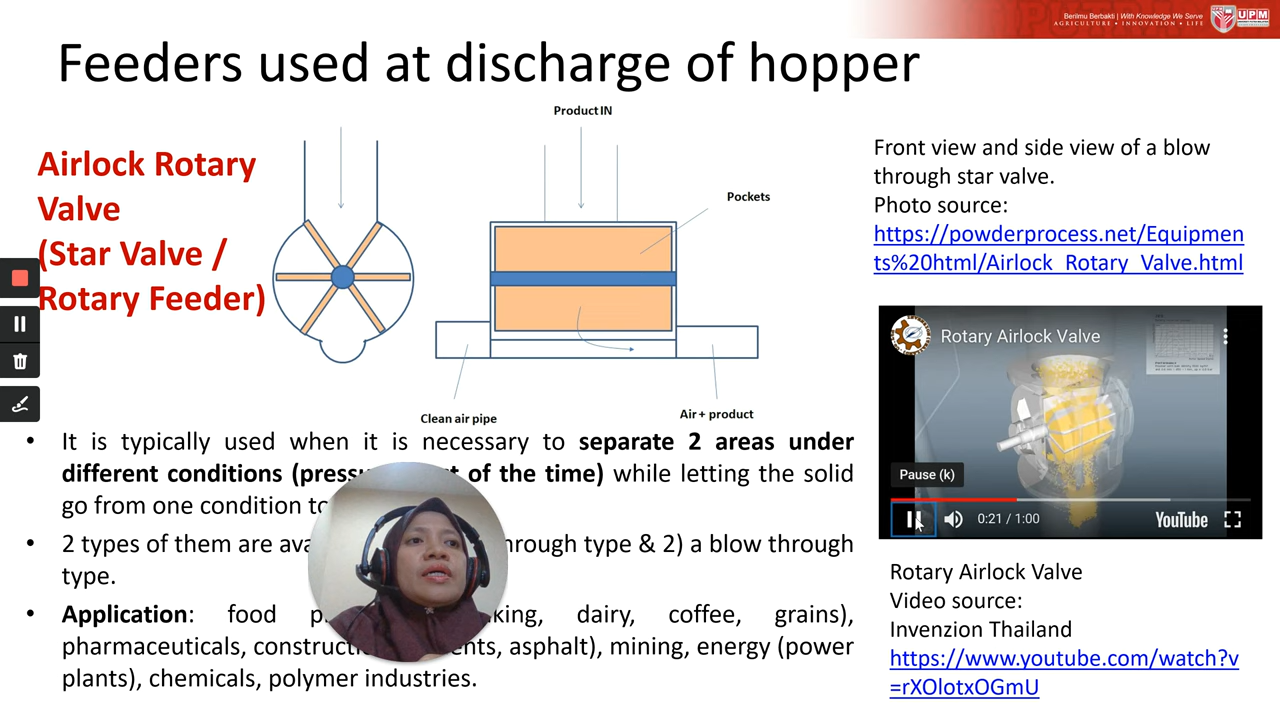 Berilmu Berbakti | With Knowledge We Serve
AGRICULTURE • INNOVATION • LIFE
UPM
Feeders used at discharge of hopper
Airlock Rotary
Valve
(Star Valve /
Rotary Feeder)
Product IN
Pockets
Clean air pipe
Air + product
Front view and side view of a blow
through star valve.
Photo source:
https://powderprocess.net/Equipmen
ts%20html/Airlock_Rotary_Valve.html
Rotary Airlock Valve
Pause (k)
0:21 / 1:00
YouTube
Rotary Airlock Valve
Video source:
Invenzion Thailand
https://www.youtube.com/watch?v
=rXOlotxOGmU
• It is typically used when it is necessary to separate 2 areas under
different conditions (pressu of the time) while letting the solid
go from one condition to
• 2 types of them are through type & 2) a blow through
type.
• Application: food dairy, coffee, grains),
pharmaceuticals, asphalt), mining, energy (power
plants), chemicals, polymer industries.